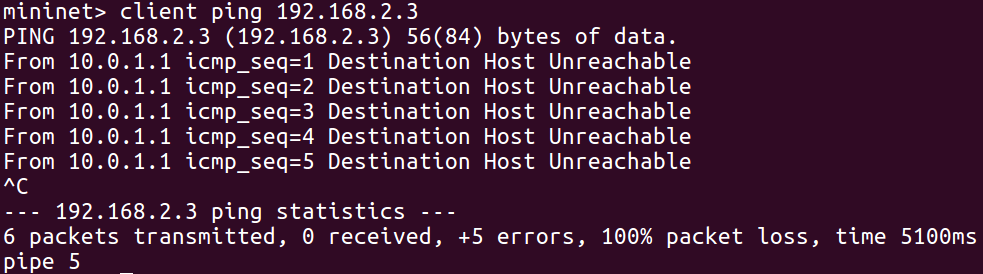 mininet> client ping 192.168.2.3
PING 192.168.2.3 (192.168.2.3) 56(84) bytes of data.
From 10.0.1.1 icmp_seq=1 Destination Host Unreachable
From 10.0.1.1 icmp_seq=2 Destination Host Unreachable
From 10.0.1.1 icmp_seq=3 Destination Host Unreachable
From 10.0.1.1 icmp_seq=4 Destination Host Unreachable
From 10.0.1.1 icmp_seq=5 Destination Host Unreachable
^C
--- 192.168.2.3 ping statistics ---
6 packets transmitted, 0 received, +5 errors, 100% packet loss, time 5100ms
pipe 5